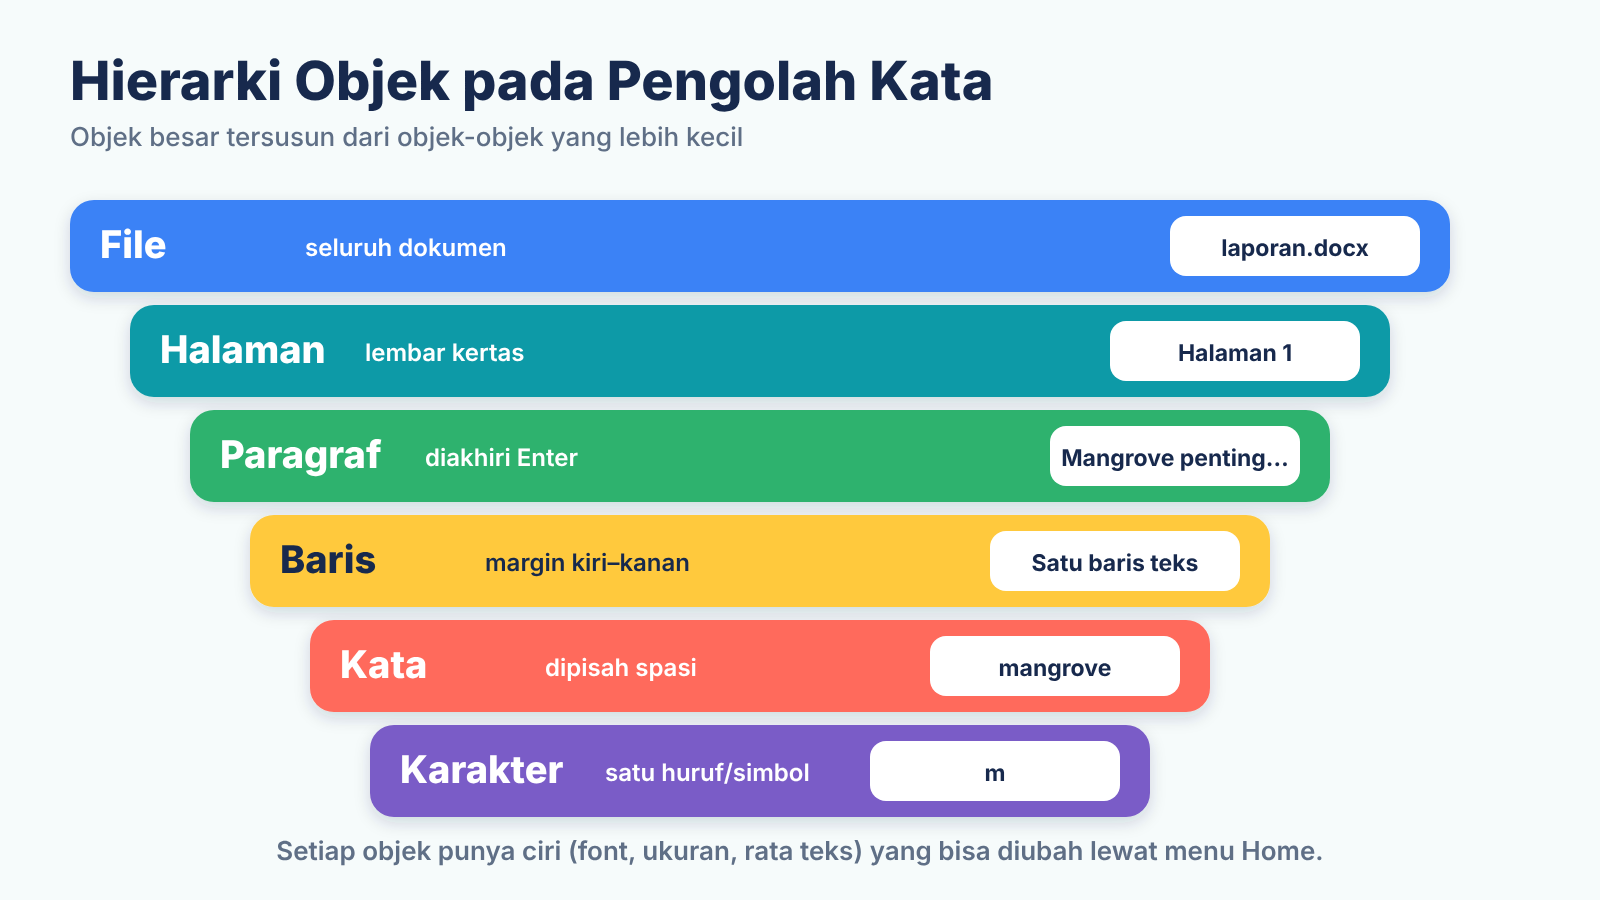 Hierarki Objek pada Pengolah Kata
Objek besar tersusun dari objek-objek yang lebih kecil
File seluruh dokumen laporan.docx
Halaman lembar kertas Halaman 1
Paragraf diakhiri Enter Mangrove penting...
Baris margin kiri–kanan Satu baris teks
Kata dipisah spasi mangrove
Karakter satu huruf/simbol m
Setiap objek punya ciri (font, ukuran, rata teks) yang bisa diubah lewat menu Home.